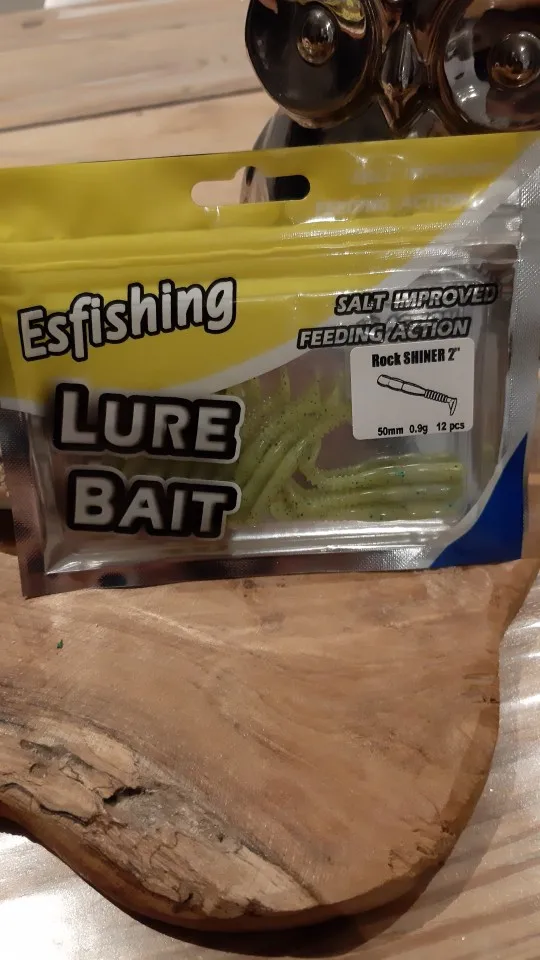 Esfishing
SALT IMPROVED
FEEDING ACTION
Rock SHINER 2"
50mm 0.9g 12 pcs
LURE
BAIT